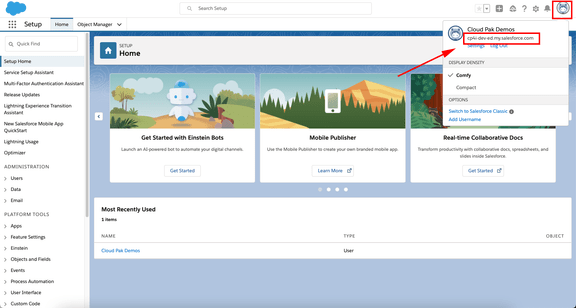 Search Setup
Setup
Home
Object Manager
Quick Find
Setup Home
Service Setup Assistant
Multi-Factor Authentication Assistant
Release Updates
Lightning Experience Transition
Assistant
New Salesforce Mobile App
QuickStart
Lightning Usage
Optimizer
ADMINISTRATION
Users
Data
Email
PLATFORM TOOLS
Apps
Feature Settings
Einstein
Objects and Fields
Events
Process Automation
User Interface
Custom Code
SETUP
Home
Cloud Pak Demos
cp4i-dev-ed.my.salesforce.com
Settings
Log Out
DISPLAY DENSITY
Comfy
Compact
OPTIONS
Switch to Salesforce Classic
Add Username
Get Started with Einstein Bots
Launch an AI-powered bot to automate your digital channels.
Get Started
Mobile Publisher
Use the Mobile Publisher to create your own branded mobile app.
Learn More
Real-time Collaborative Docs
Transform productivity with collaborative docs, spreadsheets, and
slides inside Salesforce.
Get Started
Most Recently Used
1 items
NAME
TYPE
OBJECT
Cloud Pak Demos
User